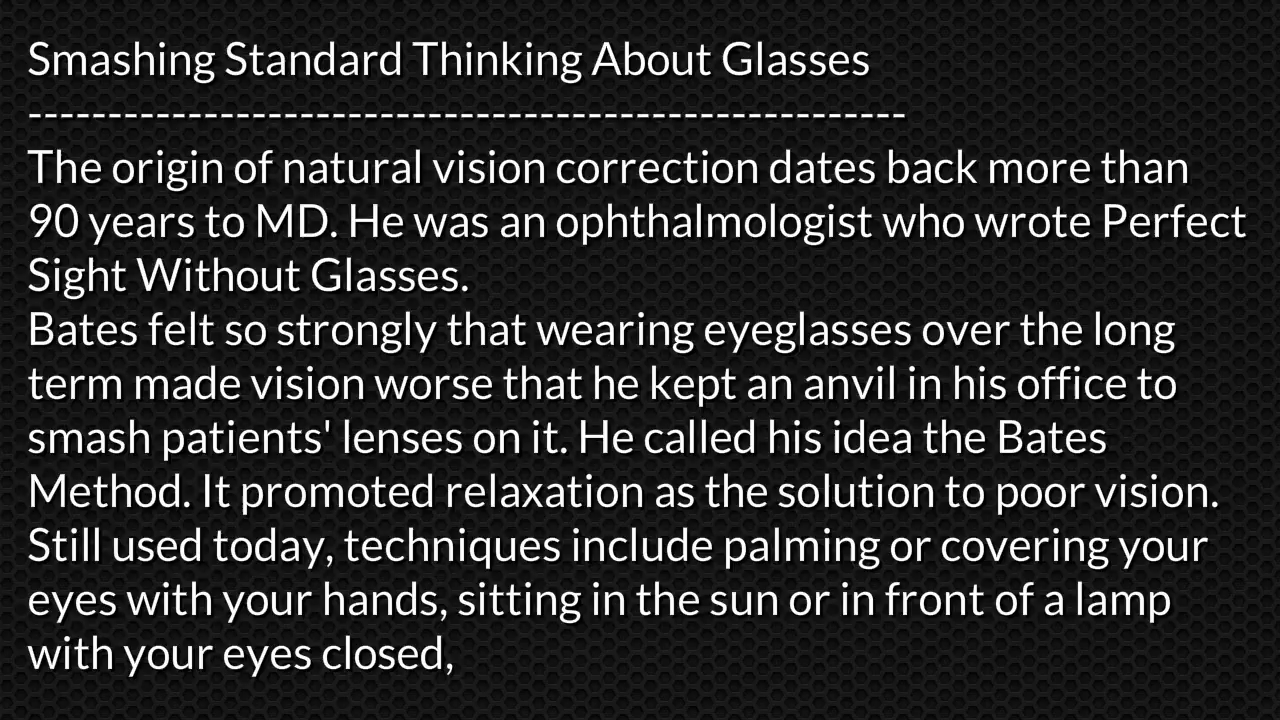 Smashing Standard Thinking About Glasses
-------------------------------------------------------
The origin of natural vision correction dates back more than
90 years to MD. He was an ophthalmologist who wrote Perfect
Sight Without Glasses.
Bates felt so strongly that wearing eyeglasses over the long
term made vision worse that he kept an anvil in his office to
smash patients' lenses on it. He called his idea the Bates
Method. It promoted relaxation as the solution to poor vision.
Still used today, techniques include palming or covering your
eyes with your hands, sitting in the sun or in front of a lamp
with your eyes closed,